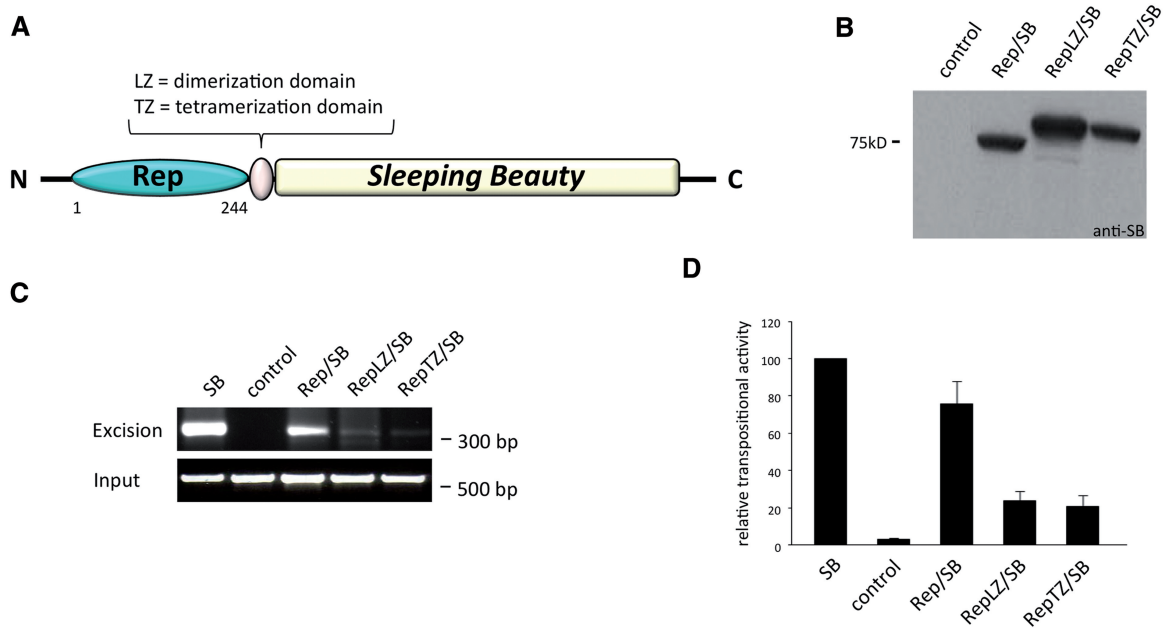 A
LZ = dimerization domain
TZ = tetramerization domain
N
Rep
Sleeping Beauty
C
1
244
B
control
Rep/SB
RepLZ/SB
RepTZ/SB
75kD
anti-SB
C
SB
control
Rep/SB
RepLZ/SB
RepTZ/SB
Excision
300 bp
Input
500 bp
D
relative transpositional activity
120
100
80
60
40
20
0
SB
control
Rep/SB
RepLZ/SB
RepTZ/SB